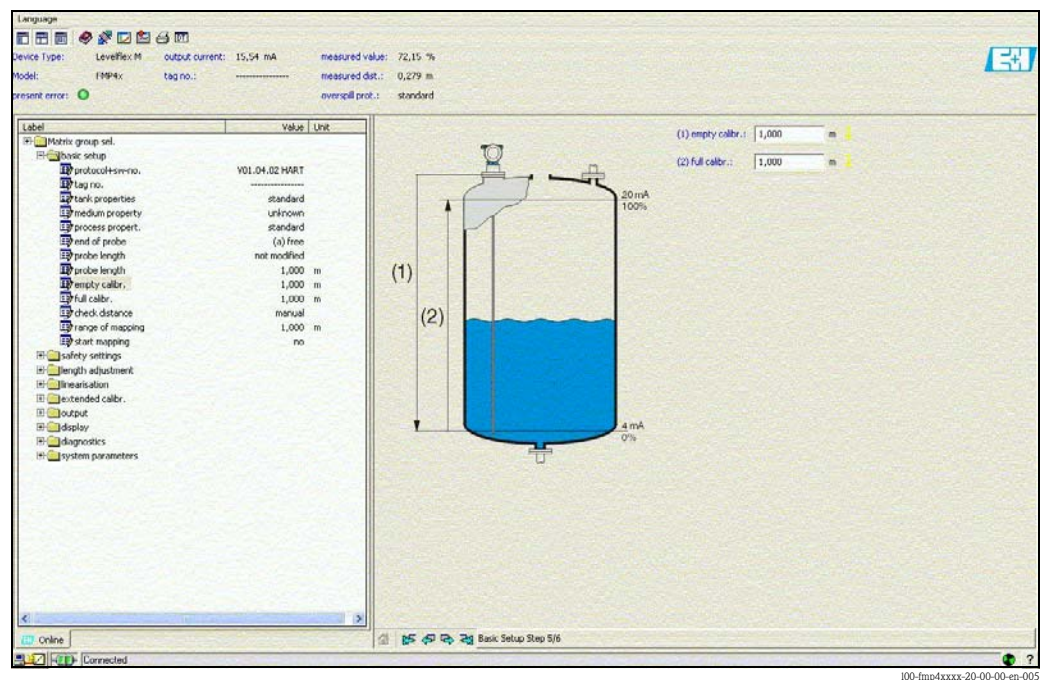 Language
Device Type: Levelflex M output current: 15,54 mA measured value: 72,15 %
Model: FMP4x tag no.: --------------- measured dist.: 0,279 m
present error: overspill prot.: standard
E+H
Label Value Unit
Matrix group sel.
basic setup
protocol+sw-no. V01.04.02 HART
tag no. ---------------
tank properties standard
medium property unknown
process propert. standard
end of probe (a) free
probe length not modified
probe length 1,000 m
empty calibr. 1,000 m
full calibr. 1,000 m
check distance manual
range of mapping 1,000 m
start mapping no
safety settings
length adjustment
linearisation
extended calibr.
output
display
diagnostics
system parameters
(1) empty calibr.: 1,000 m
(2) full calibr.: 1,000 m
20 mA
100%
(1)
(2)
4 mA
0%
Online
Basic Setup Step 5/6
Connected
l00-fmp4xxxx-20-00-00-en-005